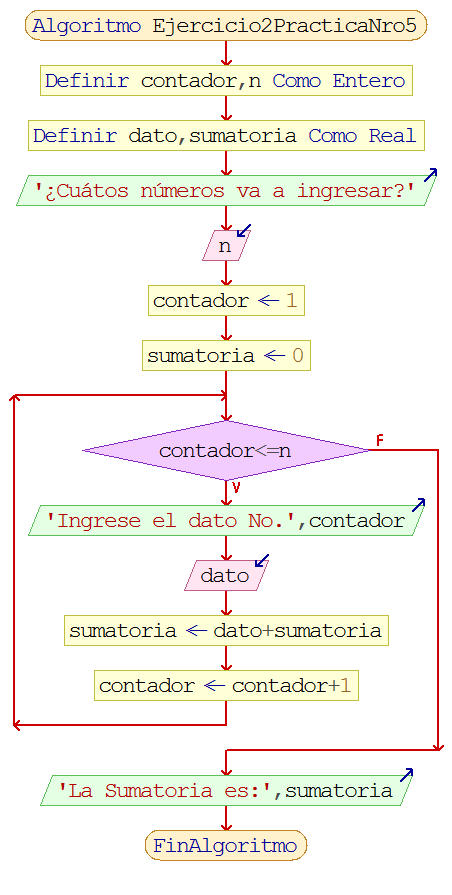 Algoritmo Ejercicio2PracticaNro5
Definir contador,n Como Entero
Definir dato,sumatoria Como Real
'¿Cuátos números va a ingresar?'
n
contador ← 1
sumatoria ← 0
contador<=n
F
V
'Ingrese el dato No.',contador
dato
sumatoria ← dato+sumatoria
contador ← contador+1
'La Sumatoria es:',sumatoria
FinAlgoritmo